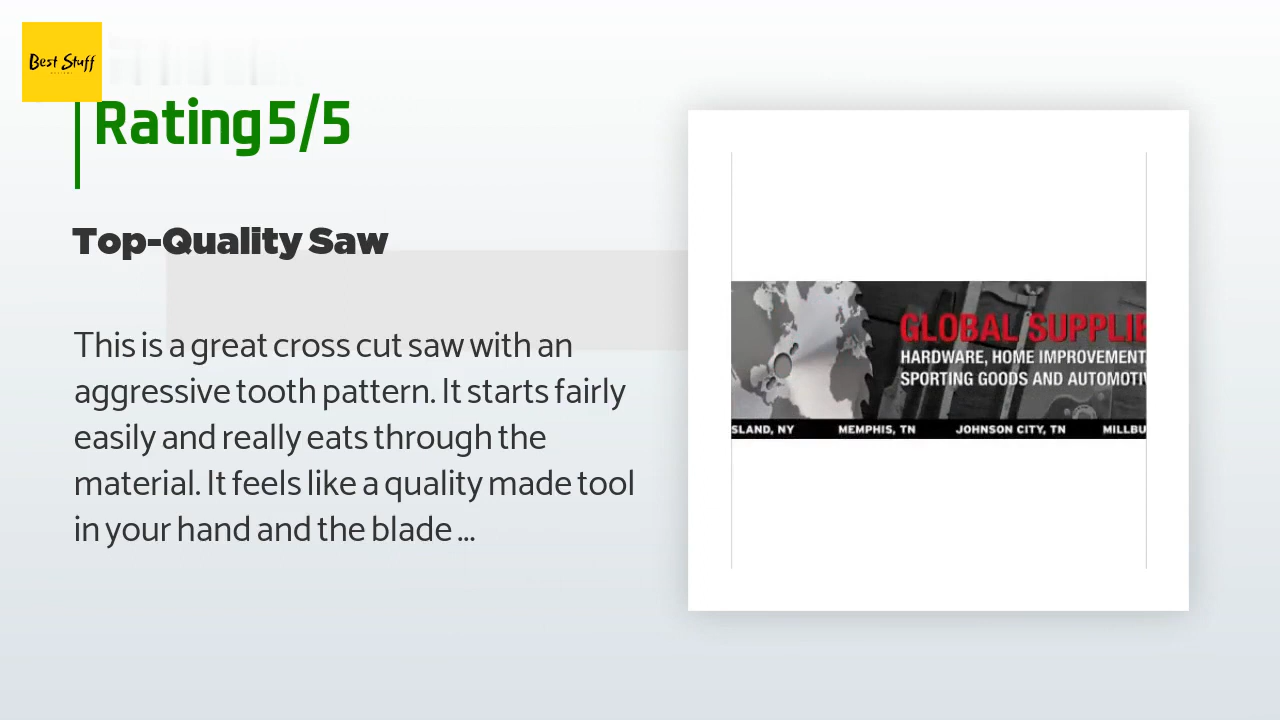 Best Stuff
Rating 5/5
Top-Quality Saw
This is a great cross cut saw with an
aggressive tooth pattern. It starts fairly
easily and really eats through the
material. It feels like a quality made tool
in your hand and the blade ...
GLOBAL SUPPLIE
HARDWARE, HOME IMPROVEMENT,
SPORTING GOODS AND AUTOMOTIV
SLAND, NY MEMPHIS, TN JOHNSON CITY, TN MILLBU